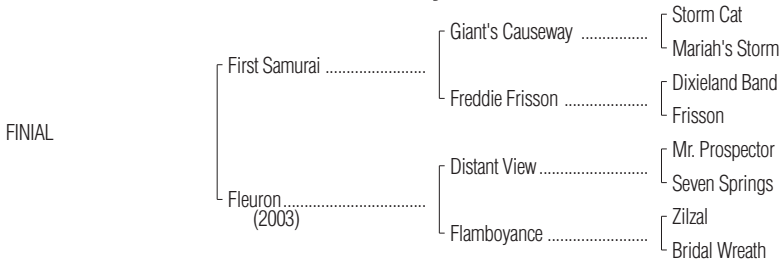 Storm Cat
Giant's Causeway ................
Mariah's Storm
First Samurai .........................
Dixieland Band
Freddie Frisson ....................
Frisson
FINIAL
Mr. Prospector
Distant View ..........................
Seven Springs
Fleuron ...................................
(2003)
Zilzal
Flamboyance ........................
Bridal Wreath